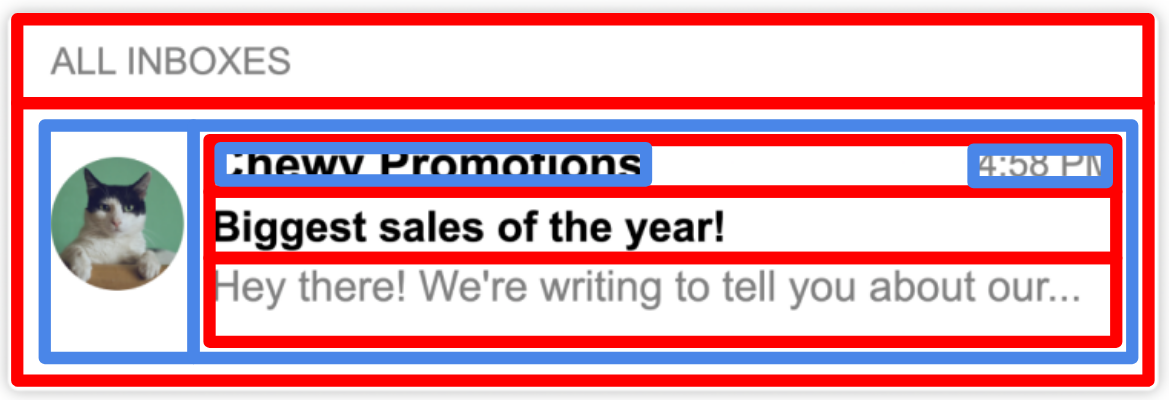 ALL INBOXES
Chewy Promotions
4:58 PM
Biggest sales of the year!
Hey there! We're writing to tell you about our...